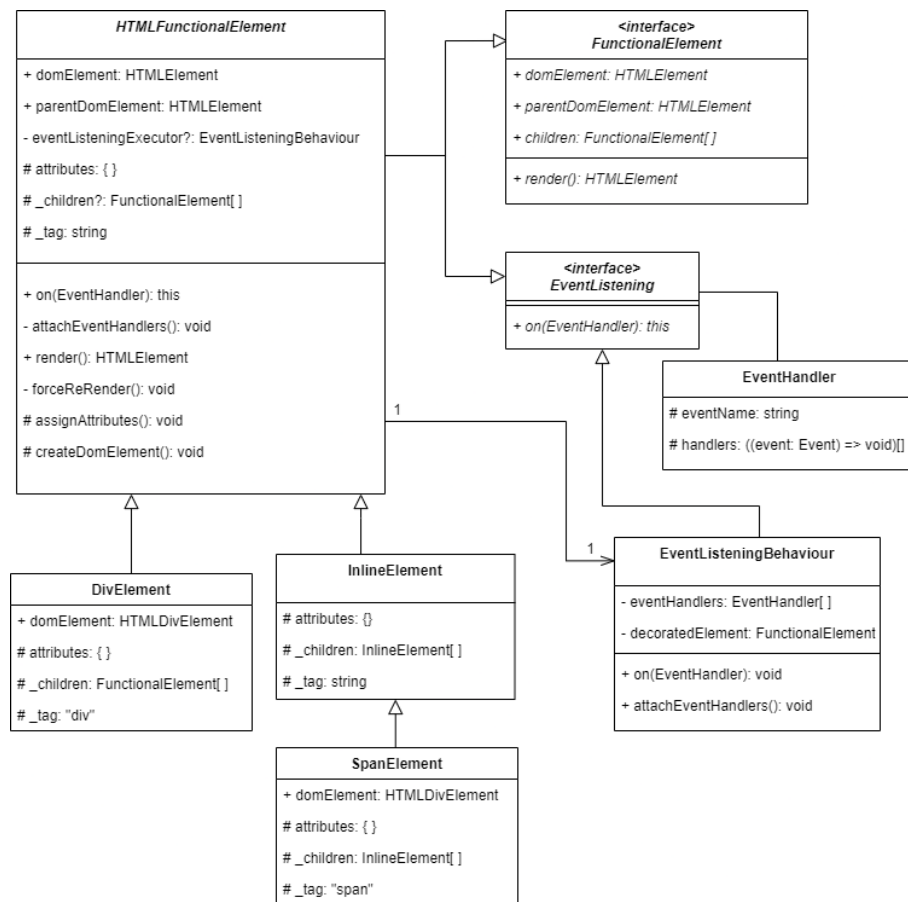 HTMLFunctionalElement
+ domElement: HTMLElement
+ parentDomElement: HTMLElement
- eventListeningExecutor?: EventListeningBehaviour
# attributes: { }
# _children?: FunctionalElement[ ]
# _tag: string
+ on(EventHandler): this
- attachEventHandlers(): void
+ render(): HTMLElement
- forceReRender(): void
# assignAttributes(): void
# createDomElement(): void
<interface>
FunctionalElement
+ domElement: HTMLElement
+ parentDomElement: HTMLElement
+ children: FunctionalElement[ ]
+ render(): HTMLElement
<interface>
EventListening
+ on(EventHandler): this
EventHandler
# eventName: string
# handlers: ((event: Event) => void)[]
1
1
DivElement
+ domElement: HTMLDivElement
# attributes: { }
# _children: FunctionalElement[ ]
# _tag: "div"
InlineElement
# attributes: {}
# _children: InlineElement[ ]
# _tag: string
EventListeningBehaviour
- eventHandlers: EventHandler[ ]
- decoratedElement: FunctionalElement
+ on(EventHandler): void
+ attachEventHandlers(): void
SpanElement
+ domElement: HTMLDivElement
# attributes: { }
# _children: InlineElement[ ]
# _tag: "span"